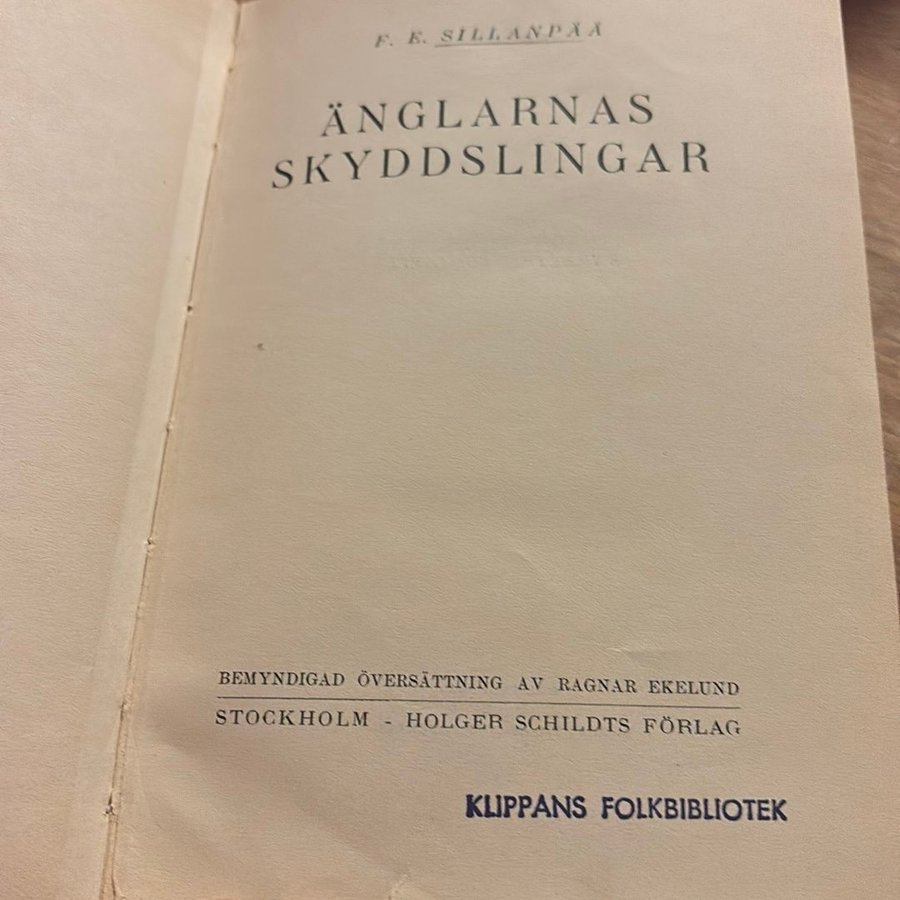 F. E. SILLANPÄÄ
ÄNGLARNAS
SKYDDSLINGAR
BEMYNDIGAD ÖVERSÄTTNING AV RAGNAR EKELUND
STOCKHOLM - HOLGER SCHILDTS FÖRLAG
KLIPPANS FOLKBIBLIOTEK